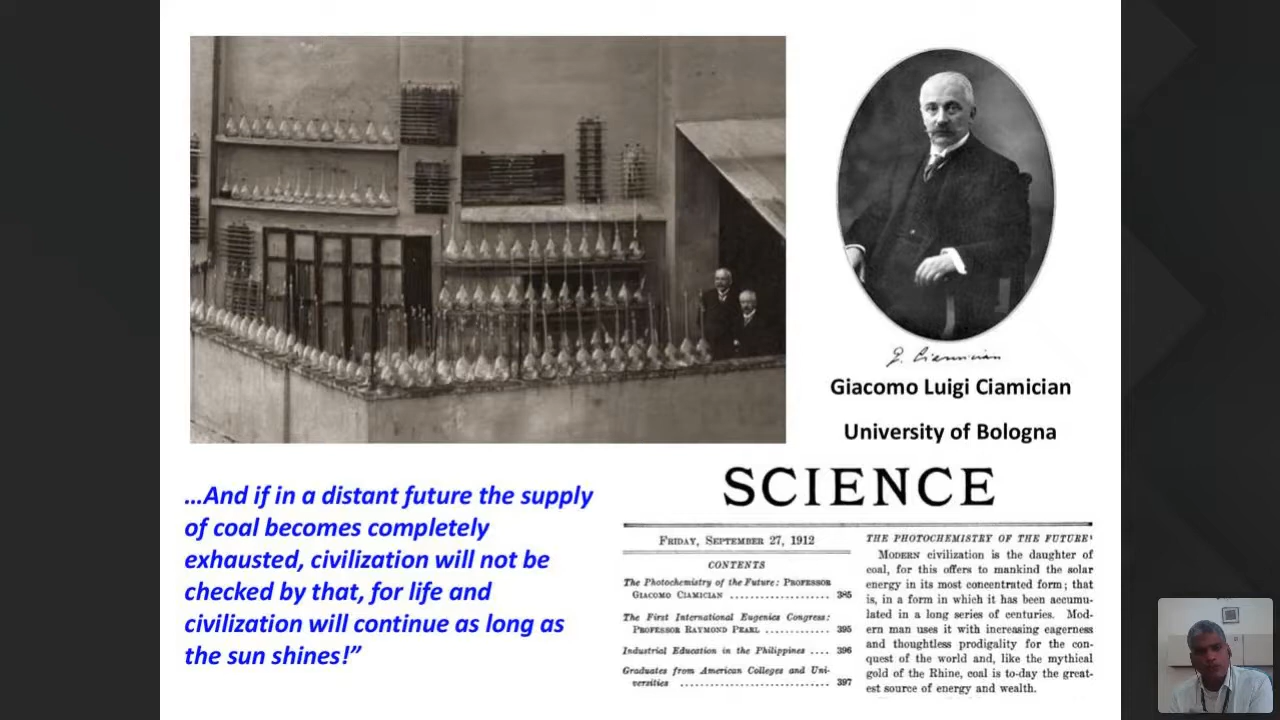 G. Ciamician
Giacomo Luigi Ciamician
University of Bologna
…And if in a distant future the supply
of coal becomes completely
exhausted, civilization will not be
checked by that, for life and
civilization will continue as long as
the sun shines!”
SCIENCE
Friday, September 27, 1912
CONTENTS
The Photochemistry of the Future: Professor
Giacomo Ciamician .................. 385
The First International Eugenics Congress:
Professor Raymond Pearl ........... 395
Industrial Education in the Philippines .... 396
Graduates from American Colleges and Uni-
versities .......................... 397
THE PHOTOCHEMISTRY OF THE FUTURE¹
Modern civilization is the daughter of
coal, for this offers to mankind the solar
energy in its most concentrated form; that
is, in a form in which it has been accumu-
lated in a long series of centuries. Mod-
ern man uses it with increasing eagerness
and thoughtless prodigality for the con-
quest of the world and, like the mythical
gold of the Rhine, coal is to-day the great-
est source of energy and wealth.